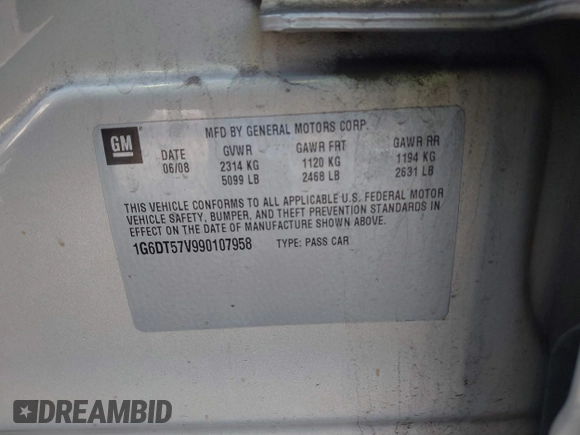 MFD BY GENERAL MOTORS CORP.
GM
DATE GVWR GAWR FRT GAWR RR
06/08 2314 KG 1120 KG 1194 KG
5099 LB 2468 LB 2631 LB
THIS VEHICLE CONFORMS TO ALL APPLICABLE U.S. FEDERAL MOTOR
VEHICLE SAFETY, BUMPER, AND THEFT PREVENTION STANDARDS IN
EFFECT ON THE DATE OF MANUFACTURE SHOWN ABOVE.
1G6DT57V990107958 TYPE: PASS CAR
DREAMBID